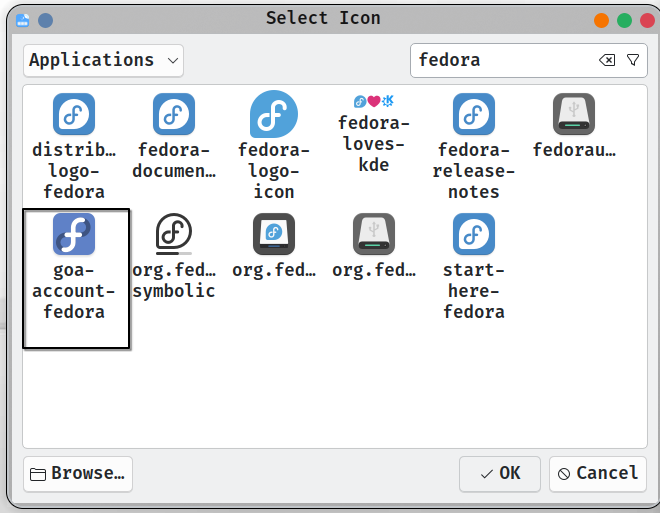 Select Icon
Applications
fedora
distrib...
logo-
fedora
fedora-
documen...
fedora-
logo-
icon
fedora-
loves-
kde
fedora-
release-
notes
fedorau...
goa-
account-
fedora
org.fed...
symbolic
org.fed...
org.fed...
start-
here-
fedora
Browse...
OK
Cancel